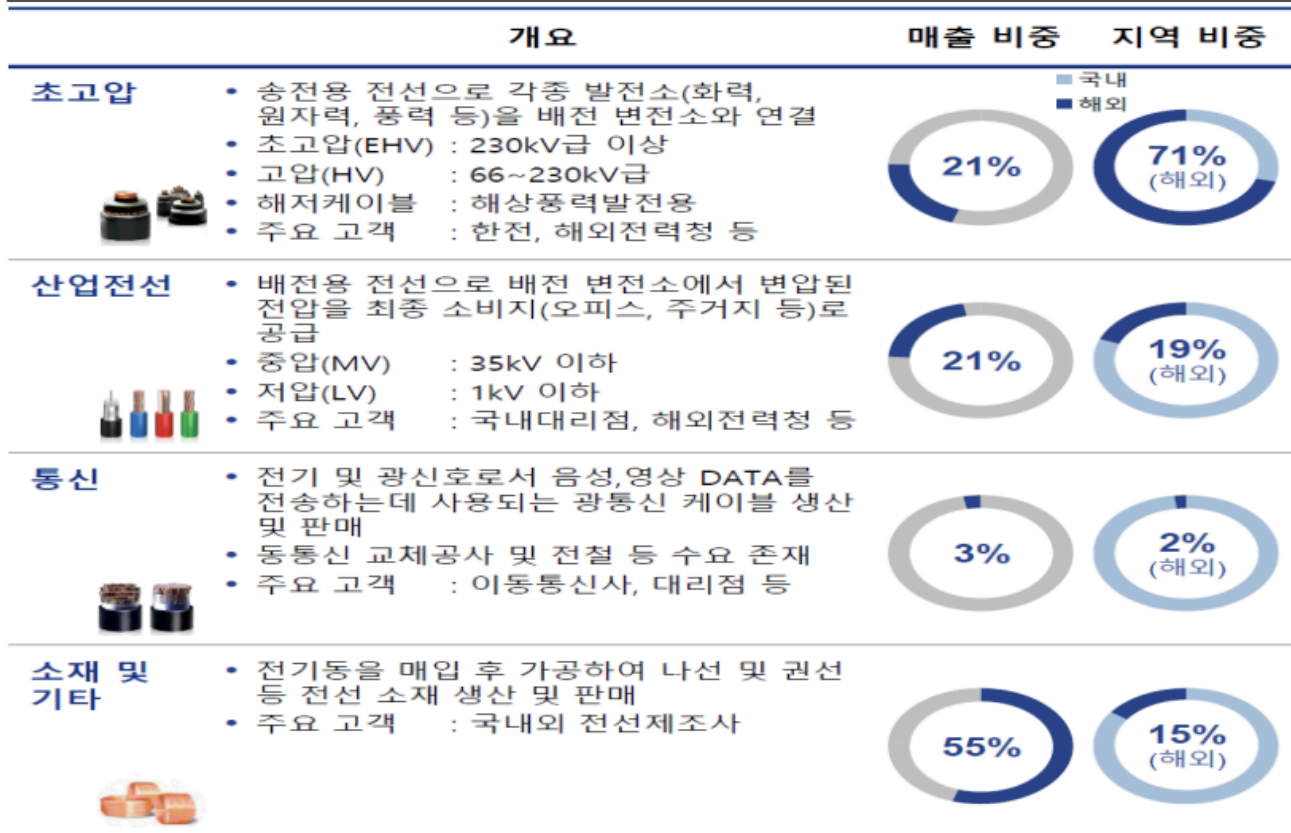 개요 매출 비중 지역 비중
국내
해외
초고압
• 송전용 전선으로 각종 발전소(화력,
원자력, 풍력 등)을 배전 변전소와 연결
• 초고압(EHV) : 230kV급 이상
• 고압(HV) : 66~230kV급
• 해저케이블 : 해상풍력발전용
• 주요 고객 : 한전, 해외전력청 등
21%
71%
(해외)
산업전선
• 배전용 전선으로 배전 변전소에서 변압된
전압을 최종 소비지(오피스, 주거지 등)로
공급
• 중압(MV) : 35kV 이하
• 저압(LV) : 1kV 이하
• 주요 고객 : 국내대리점, 해외전력청 등
21%
19%
(해외)
통신
• 전기 및 광신호로서 음성,영상 DATA를
전송하는데 사용되는 광통신 케이블 생산
및 판매
• 동통신 교체공사 및 전철 등 수요 존재
• 주요 고객 : 이동통신사, 대리점 등
3%
2%
(해외)
소재 및
기타
• 전기동을 매입 후 가공하여 나선 및 권선
등 전선 소재 생산 및 판매
• 주요 고객 : 국내외 전선제조사
55%
15%
(해외)